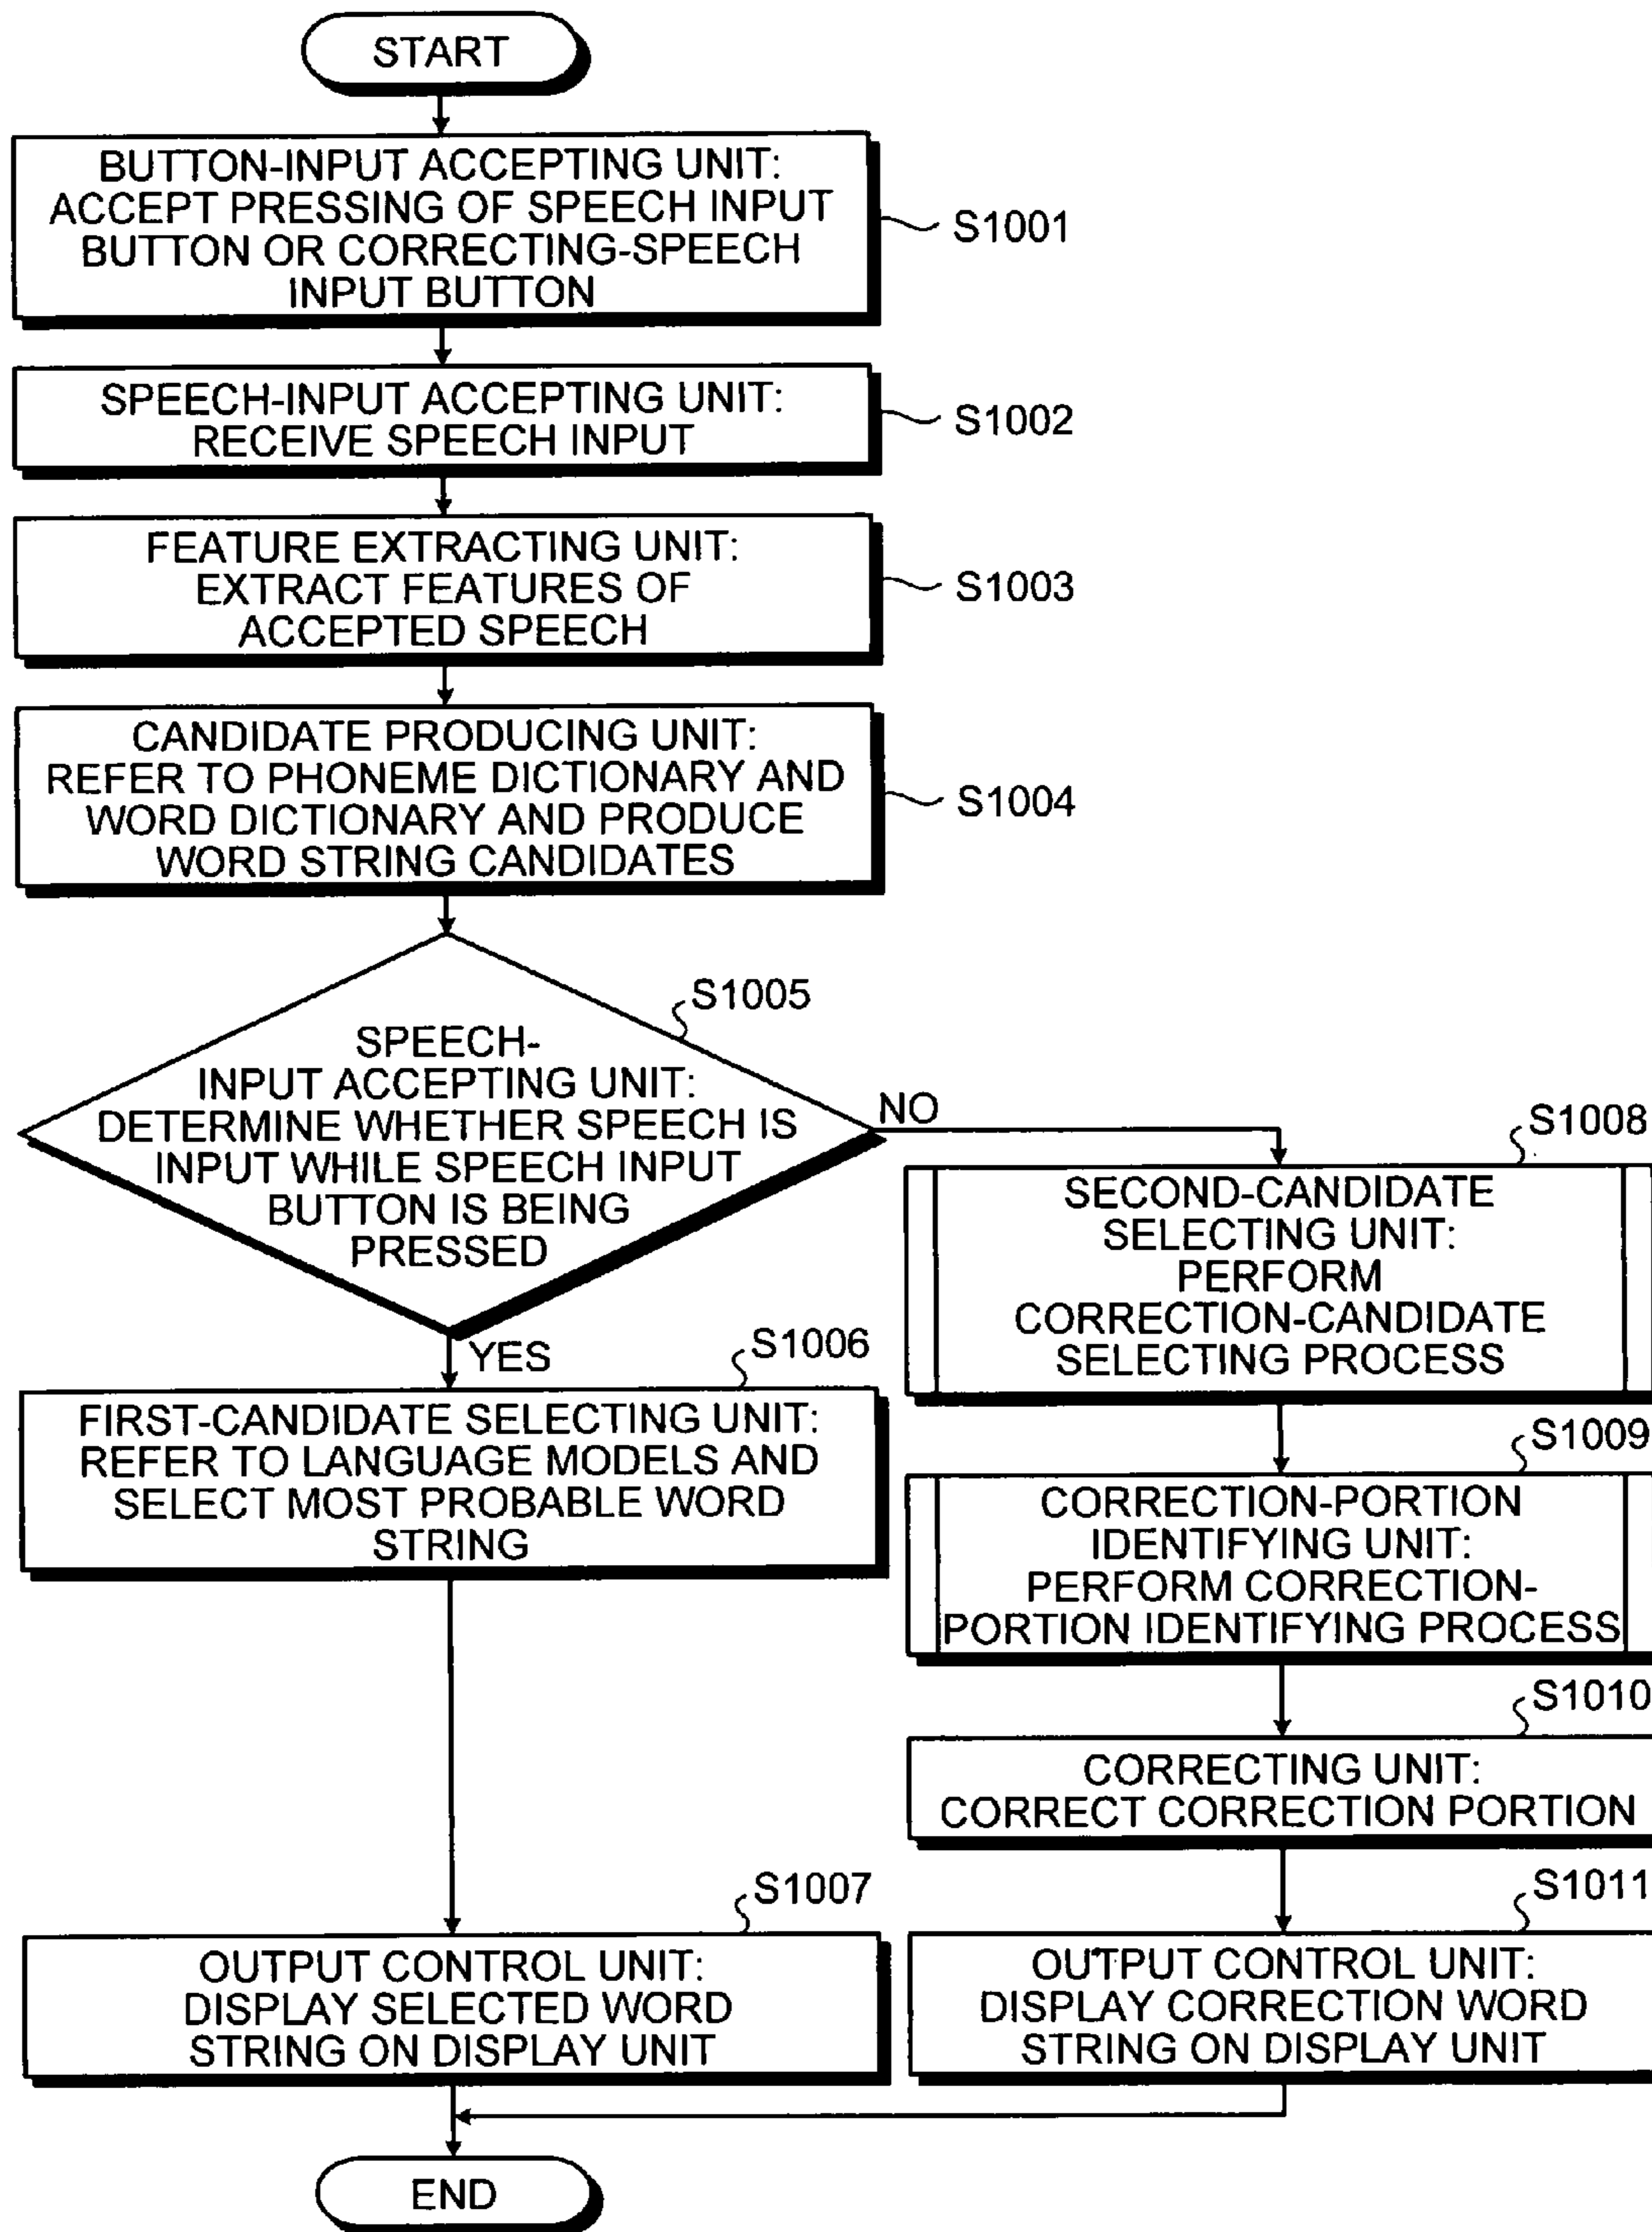 START
BUTTON-INPUT ACCEPTING UNIT:
ACCEPT PRESSING OF SPEECH INPUT
BUTTON OR CORRECTING-SPEECH
INPUT BUTTON
S1001
SPEECH-INPUT ACCEPTING UNIT:
RECEIVE SPEECH INPUT
S1002
FEATURE EXTRACTING UNIT:
EXTRACT FEATURES OF
ACCEPTED SPEECH
S1003
CANDIDATE PRODUCING UNIT:
REFER TO PHONEME DICTIONARY AND
WORD DICTIONARY AND PRODUCE
WORD STRING CANDIDATES
S1004
S1005
SPEECH-
INPUT ACCEPTING UNIT:
DETERMINE WHETHER SPEECH IS
INPUT WHILE SPEECH INPUT
BUTTON IS BEING
PRESSED
NO
YES
S1006
FIRST-CANDIDATE SELECTING UNIT:
REFER TO LANGUAGE MODELS AND
SELECT MOST PROBABLE WORD
STRING
S1007
OUTPUT CONTROL UNIT:
DISPLAY SELECTED WORD
STRING ON DISPLAY UNIT
S1008
SECOND-CANDIDATE
SELECTING UNIT:
PERFORM
CORRECTION-CANDIDATE
SELECTING PROCESS
S1009
CORRECTION-PORTION
IDENTIFYING UNIT:
PERFORM CORRECTION-
PORTION IDENTIFYING PROCESS
S1010
CORRECTING UNIT:
CORRECT CORRECTION PORTION
S1011
OUTPUT CONTROL UNIT:
DISPLAY CORRECTION WORD
STRING ON DISPLAY UNIT
END